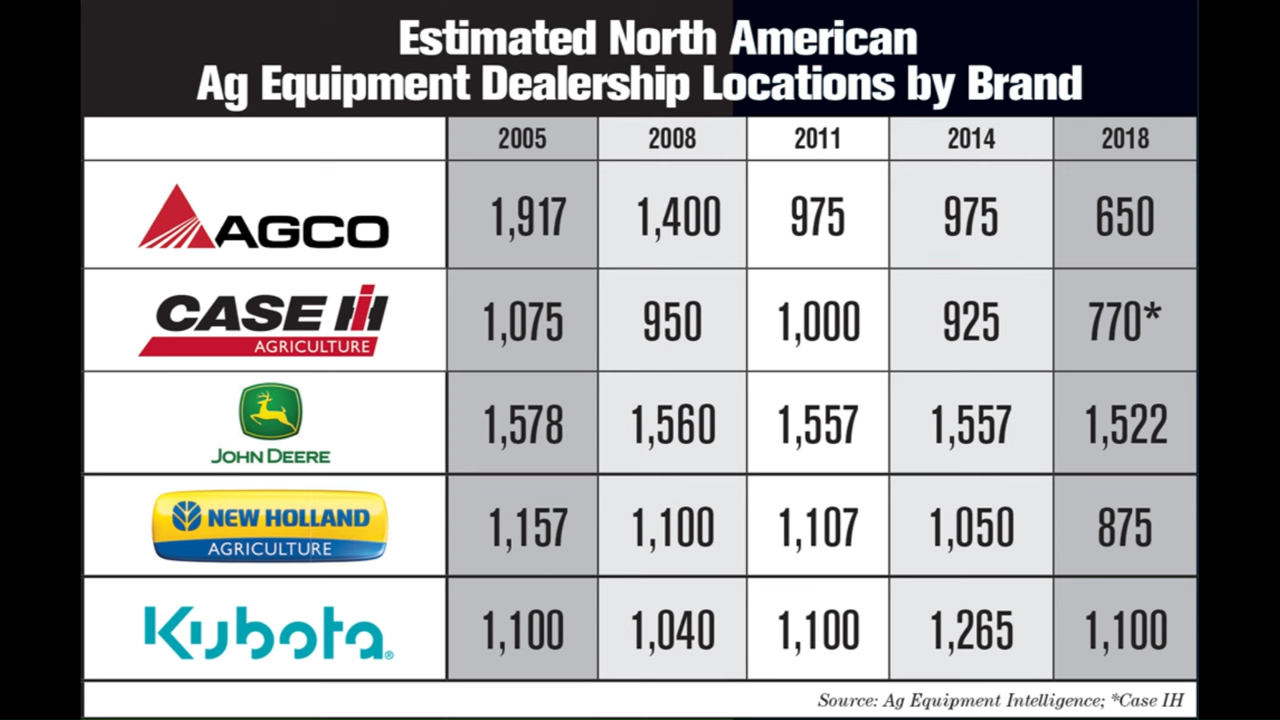 Estimated North American
Ag Equipment Dealership Locations by Brand
2005 2008 2011 2014 2018
AGCO 1,917 1,400 975 975 650
CASE IH
AGRICULTURE 1,075 950 1,000 925 770*
JOHN DEERE 1,578 1,560 1,557 1,557 1,522
NEW HOLLAND
AGRICULTURE 1,157 1,100 1,107 1,050 875
Kubota® 1,100 1,040 1,100 1,265 1,100
Source: Ag Equipment Intelligence; *Case IH